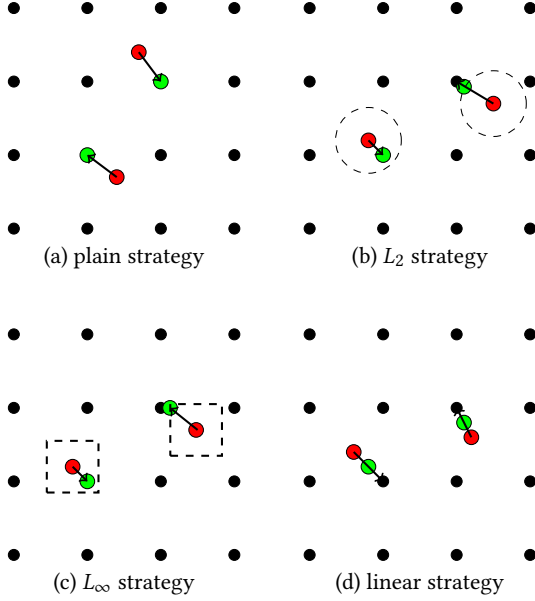 (a) plain strategy
(b) L₂ strategy
(c) L∞ strategy
(d) linear strategy